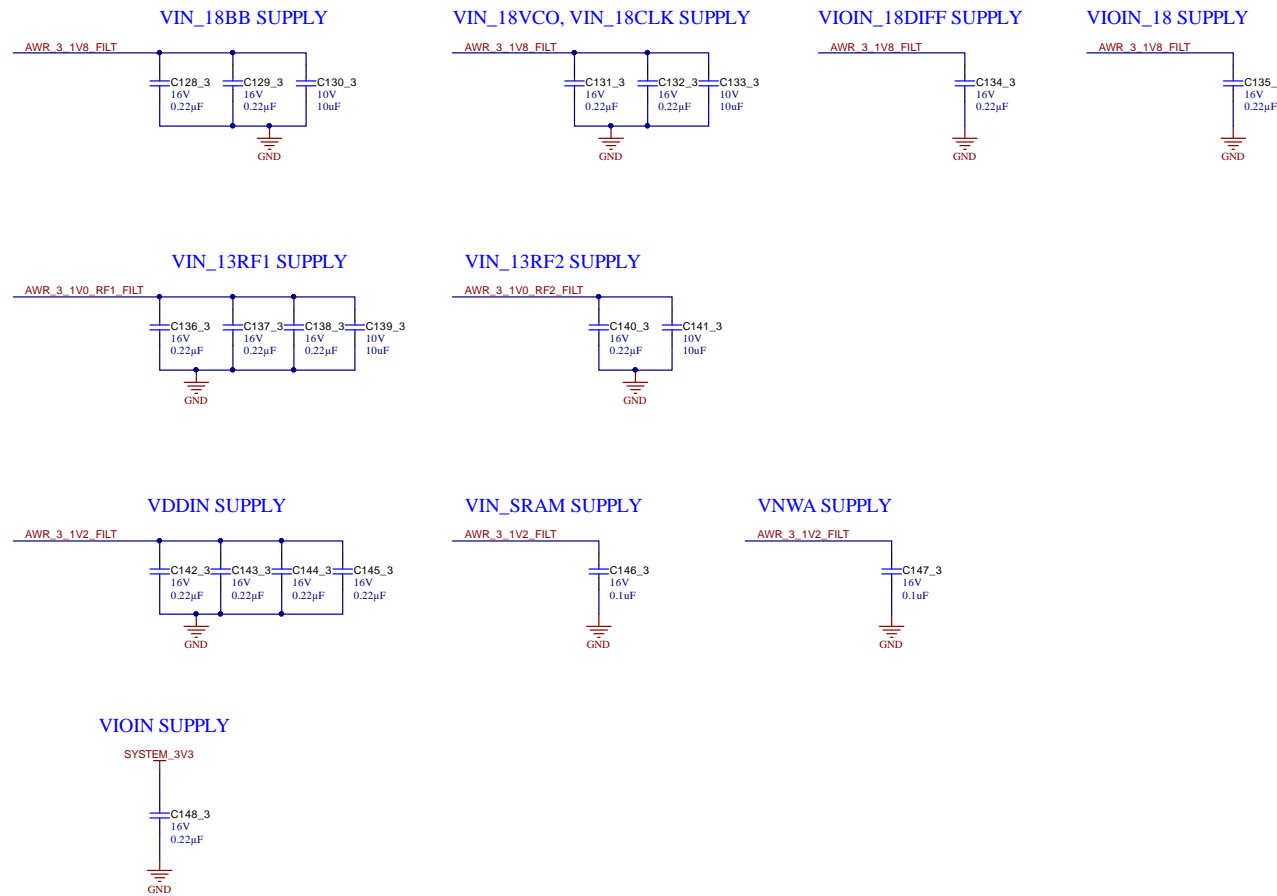 VIN_18BB SUPPLY
AWR_3_1V8_FILT
C128_3
16V
0.22µF
C129_3
16V
0.22µF
C130_3
10V
10uF
GND
VIN_18VCO, VIN_18CLK SUPPLY
AWR_3_1V8_FILT
C131_3
16V
0.22µF
C132_3
16V
0.22µF
C133_3
10V
10uF
GND
VIOIN_18DIFF SUPPLY
AWR_3_1V8_FILT
C134_3
16V
0.22µF
GND
VIOIN_18 SUPPLY
AWR_3_1V8_FILT
C135_
16V
0.22µF
GND
VIN_13RF1 SUPPLY
AWR_3_1V0_RF1_FILT
C136_3
16V
0.22µF
C137_3
16V
0.22µF
C138_3
16V
0.22µF
C139_3
10V
10uF
GND
VIN_13RF2 SUPPLY
AWR_3_1V0_RF2_FILT
C140_3
16V
0.22µF
C141_3
10V
10uF
GND
VDDIN SUPPLY
AWR_3_1V2_FILT
C142_3
16V
0.22µF
C143_3
16V
0.22µF
C144_3
16V
0.22µF
C145_3
16V
0.22µF
GND
VIN_SRAM SUPPLY
AWR_3_1V2_FILT
C146_3
16V
0.1uF
GND
VNWA SUPPLY
AWR_3_1V2_FILT
C147_3
16V
0.1uF
GND
VIOIN SUPPLY
SYSTEM_3V3
C148_3
16V
0.22µF
GND